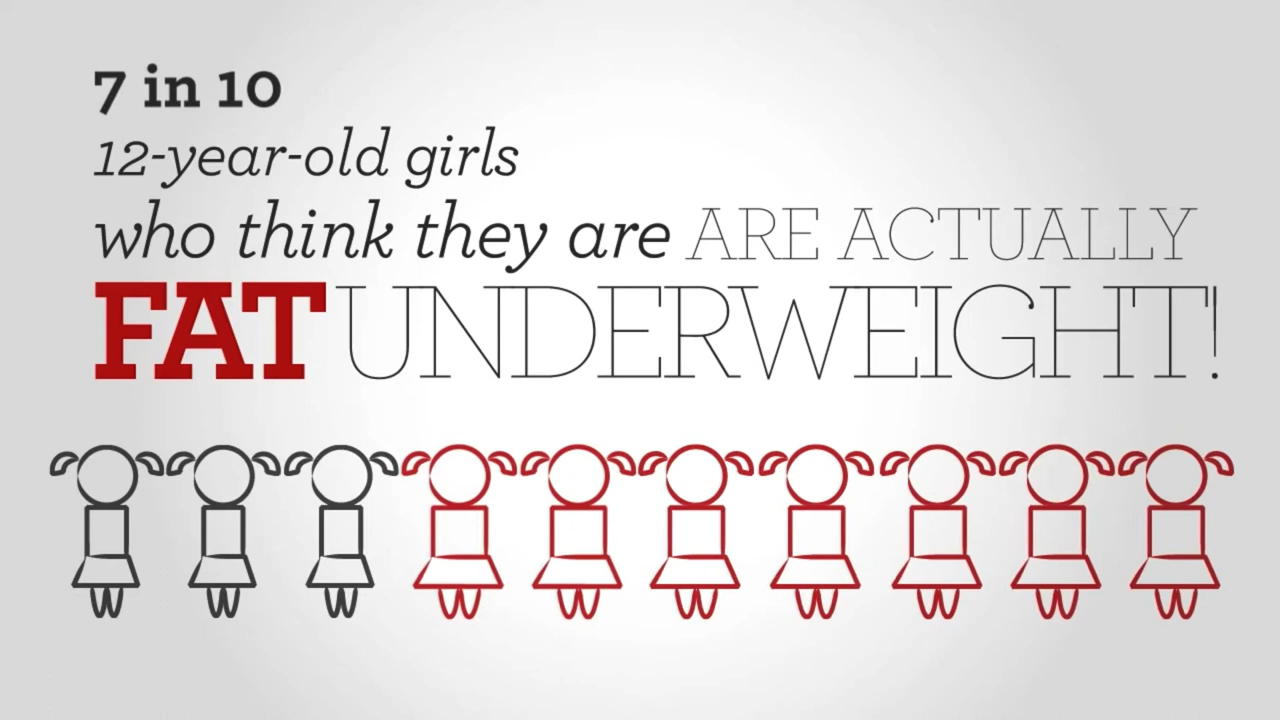 7 in 10
12-year-old girls
who think they are ARE ACTUALLY
FAT UNDERWEIGHT!